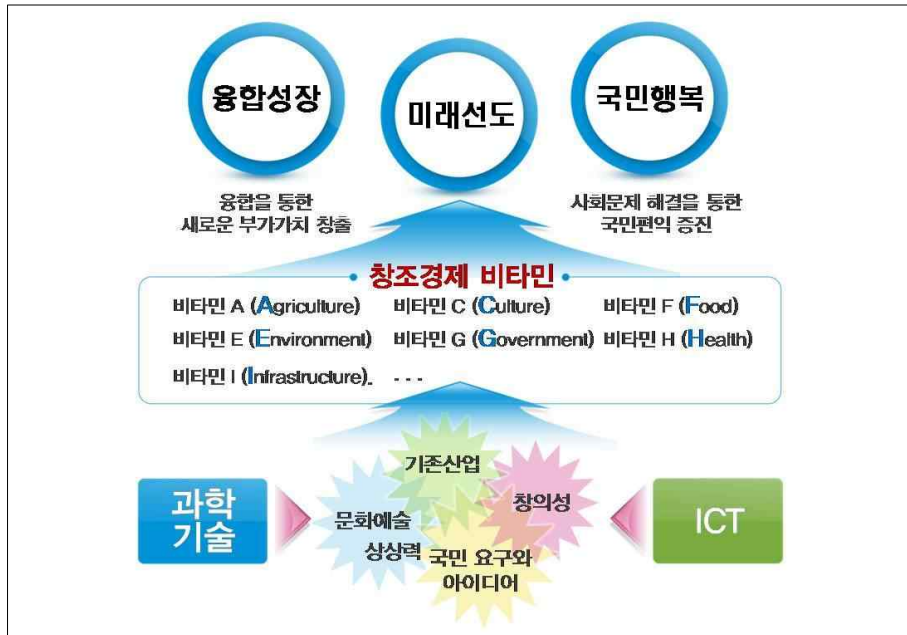 융합성장
미래선도
국민행복
융합을 통한
새로운 부가가치 창출
사회문제 해결을 통한
국민편익 증진
창조경제 비타민
비타민 A (Agriculture)
비타민 C (Culture)
비타민 F (Food)
비타민 E (Environment)
비타민 G (Government)
비타민 H (Health)
비타민 I (Infrastructure).
- - -
기존산업
창의성
문화예술
상상력
국민 요구와
아이디어
과학
기술
ICT